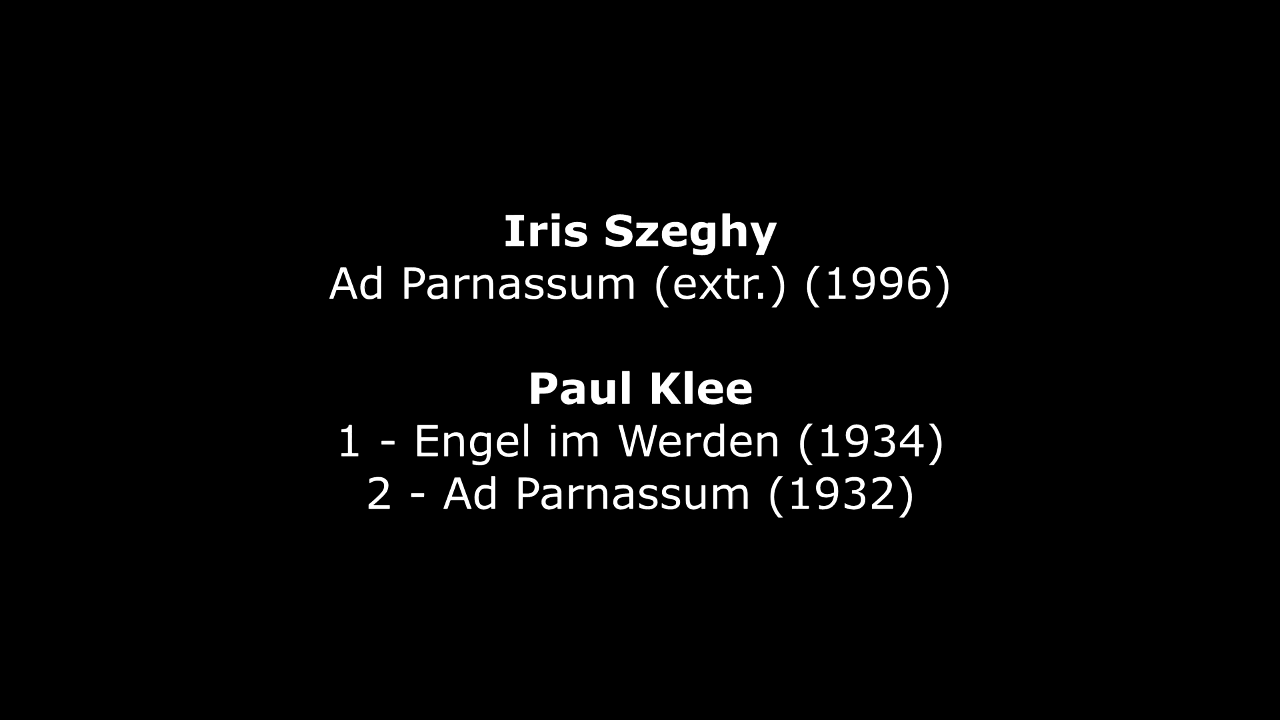 Iris Szeghy
Ad Parnassum (extr.) (1996)
Paul Klee
1 - Engel im Werden (1934)
2 - Ad Parnassum (1932)